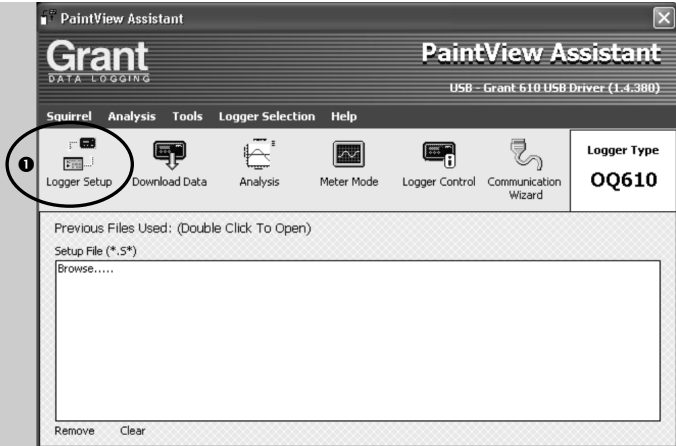 PaintView Assistant
Grant
DATA LOGGING
PaintView Assistant
USB - Grant 610 USB Driver (1.4.380)
Squirrel Analysis Tools Logger Selection Help
1
Logger Setup
Download Data
Analysis
Meter Mode
Logger Control
Communication
Wizard
Logger Type
OQ610
Previous Files Used: (Double Click To Open)
Setup File (*.S*)
Browse.....
Remove Clear